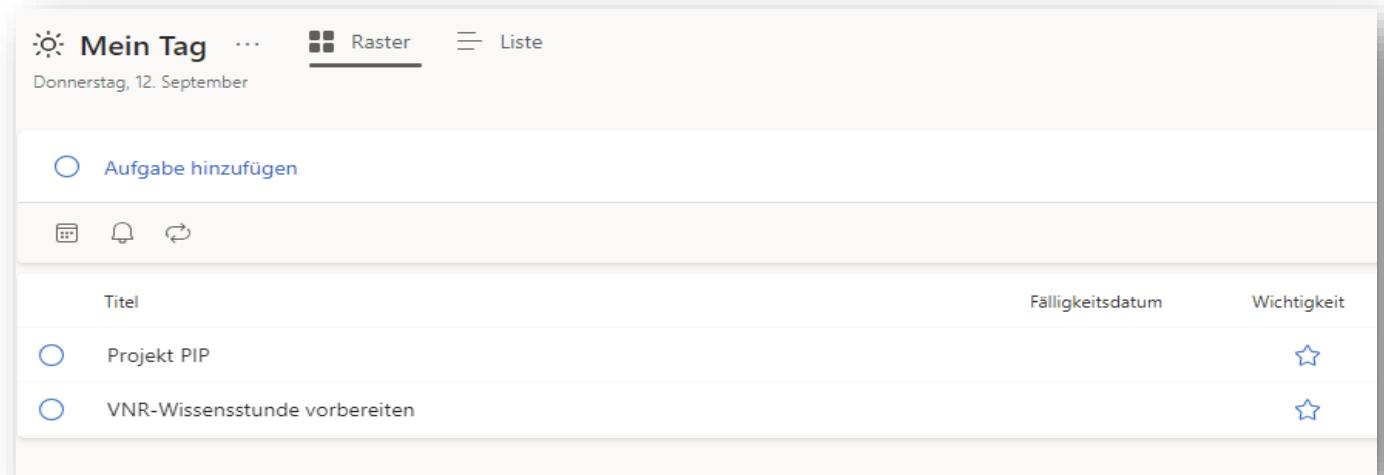 Mein Tag ··· Raster Liste
Donnerstag, 12. September
Aufgabe hinzufügen
Titel Fälligkeitsdatum Wichtigkeit
Projekt PIP
VNR-Wissensstunde vorbereiten